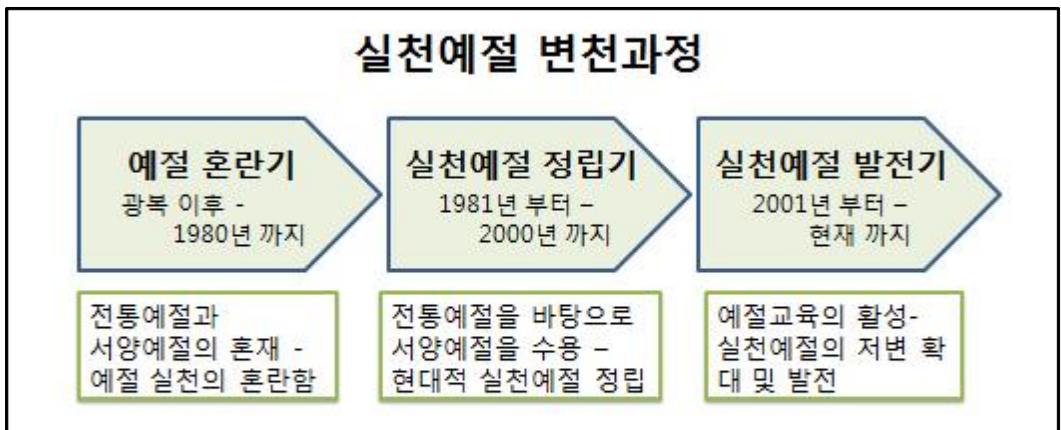 실천예절 변천과정
예절 혼란기
광복 이후 -
1980년 까지
실천예절 정립기
1981년 부터 –
2000년 까지
실천예절 발전기
2001년 부터 –
현재 까지
전통예절과
서양예절의 혼재 -
예절 실천의 혼란함
전통예절을 바탕으로
서양예절을 수용 –
현대적 실천예절 정립
예절교육의 활성-
실천예절의 저변 확
대 및 발전